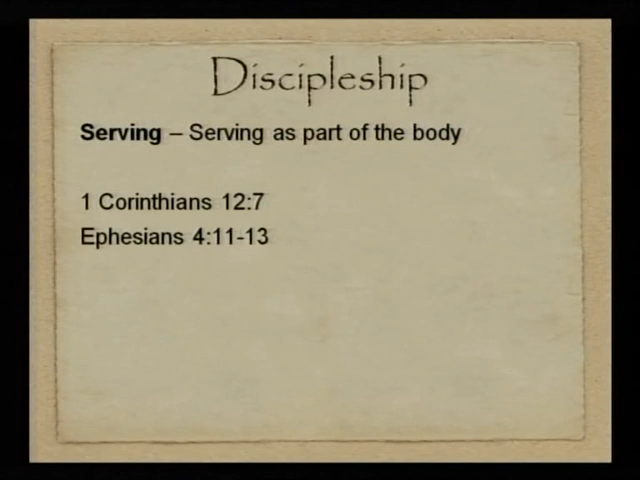 Discipleship
Serving – Serving as part of the body
1 Corinthians 12:7
Ephesians 4:11-13